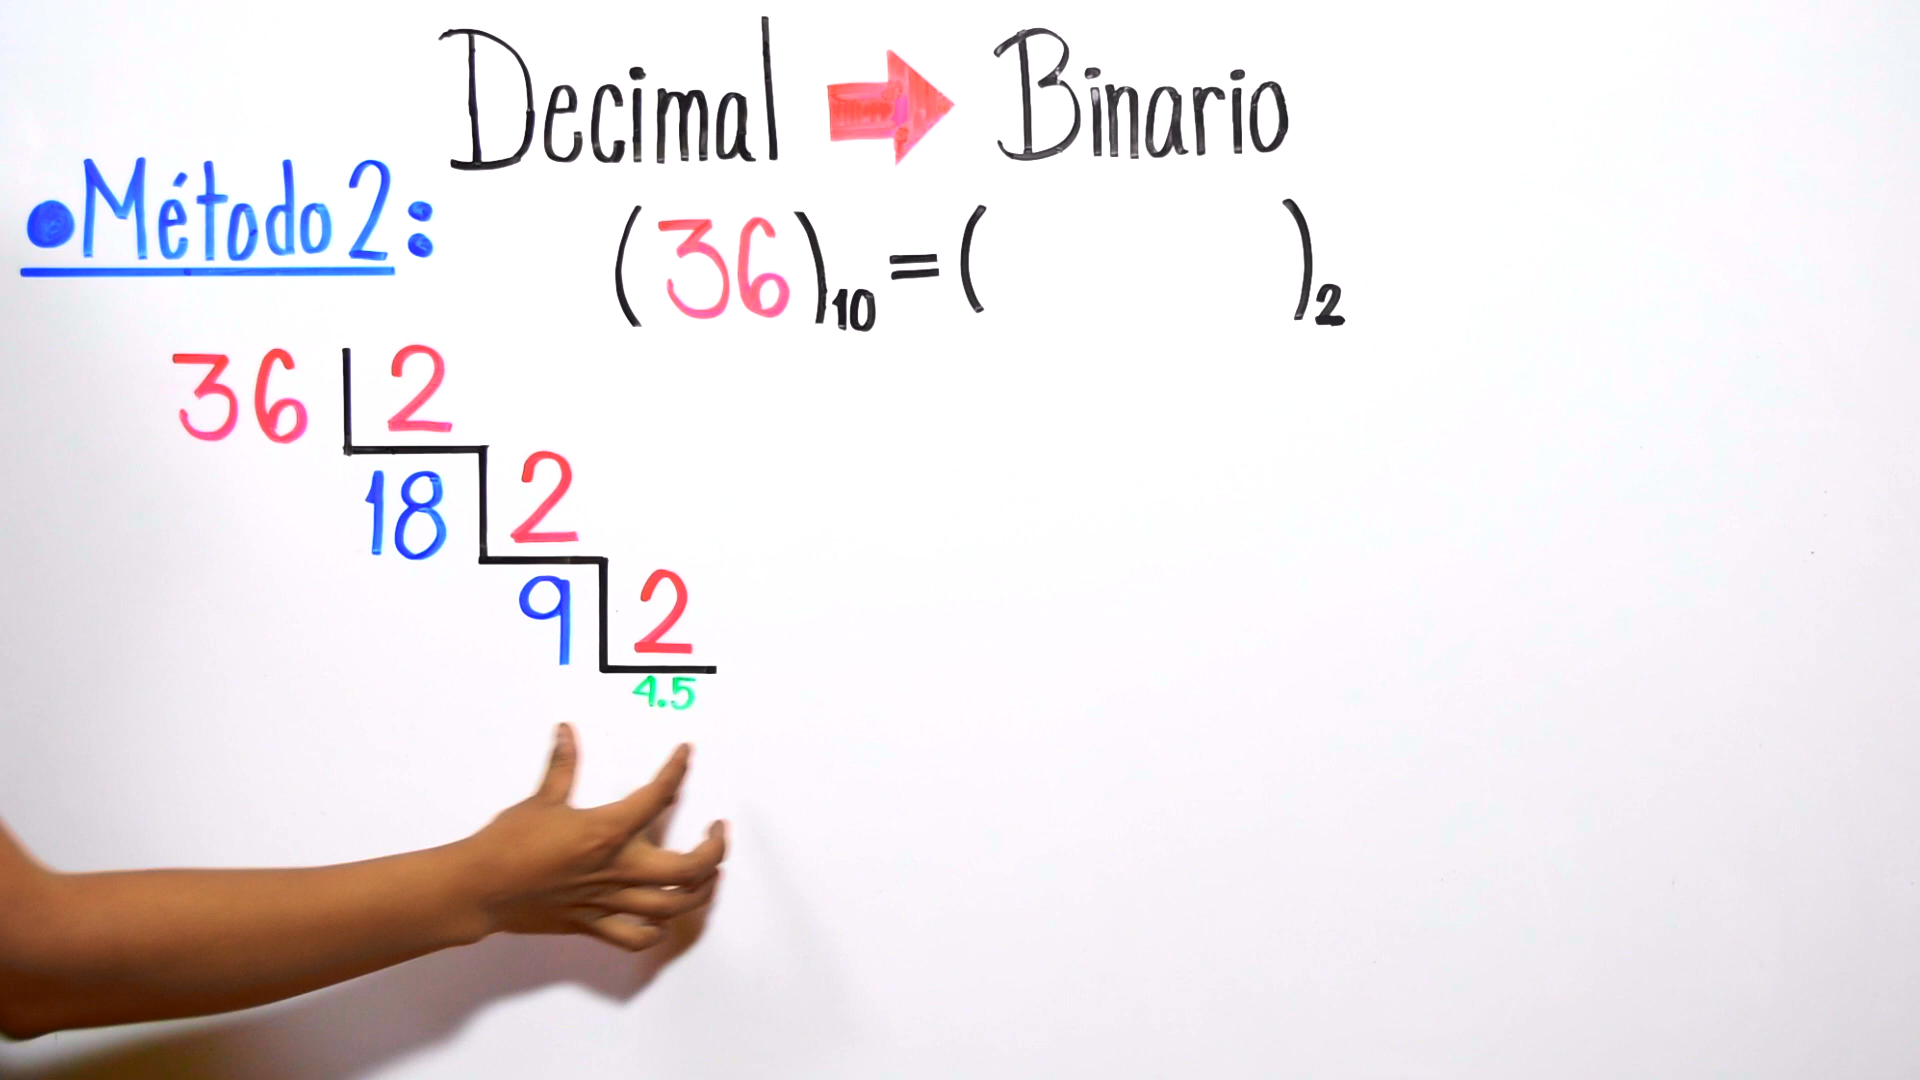 Decimal ➡ Binario
•Método 2:
(36)₁₀ = ( )₂
36 2
18 2
9 2
4.5